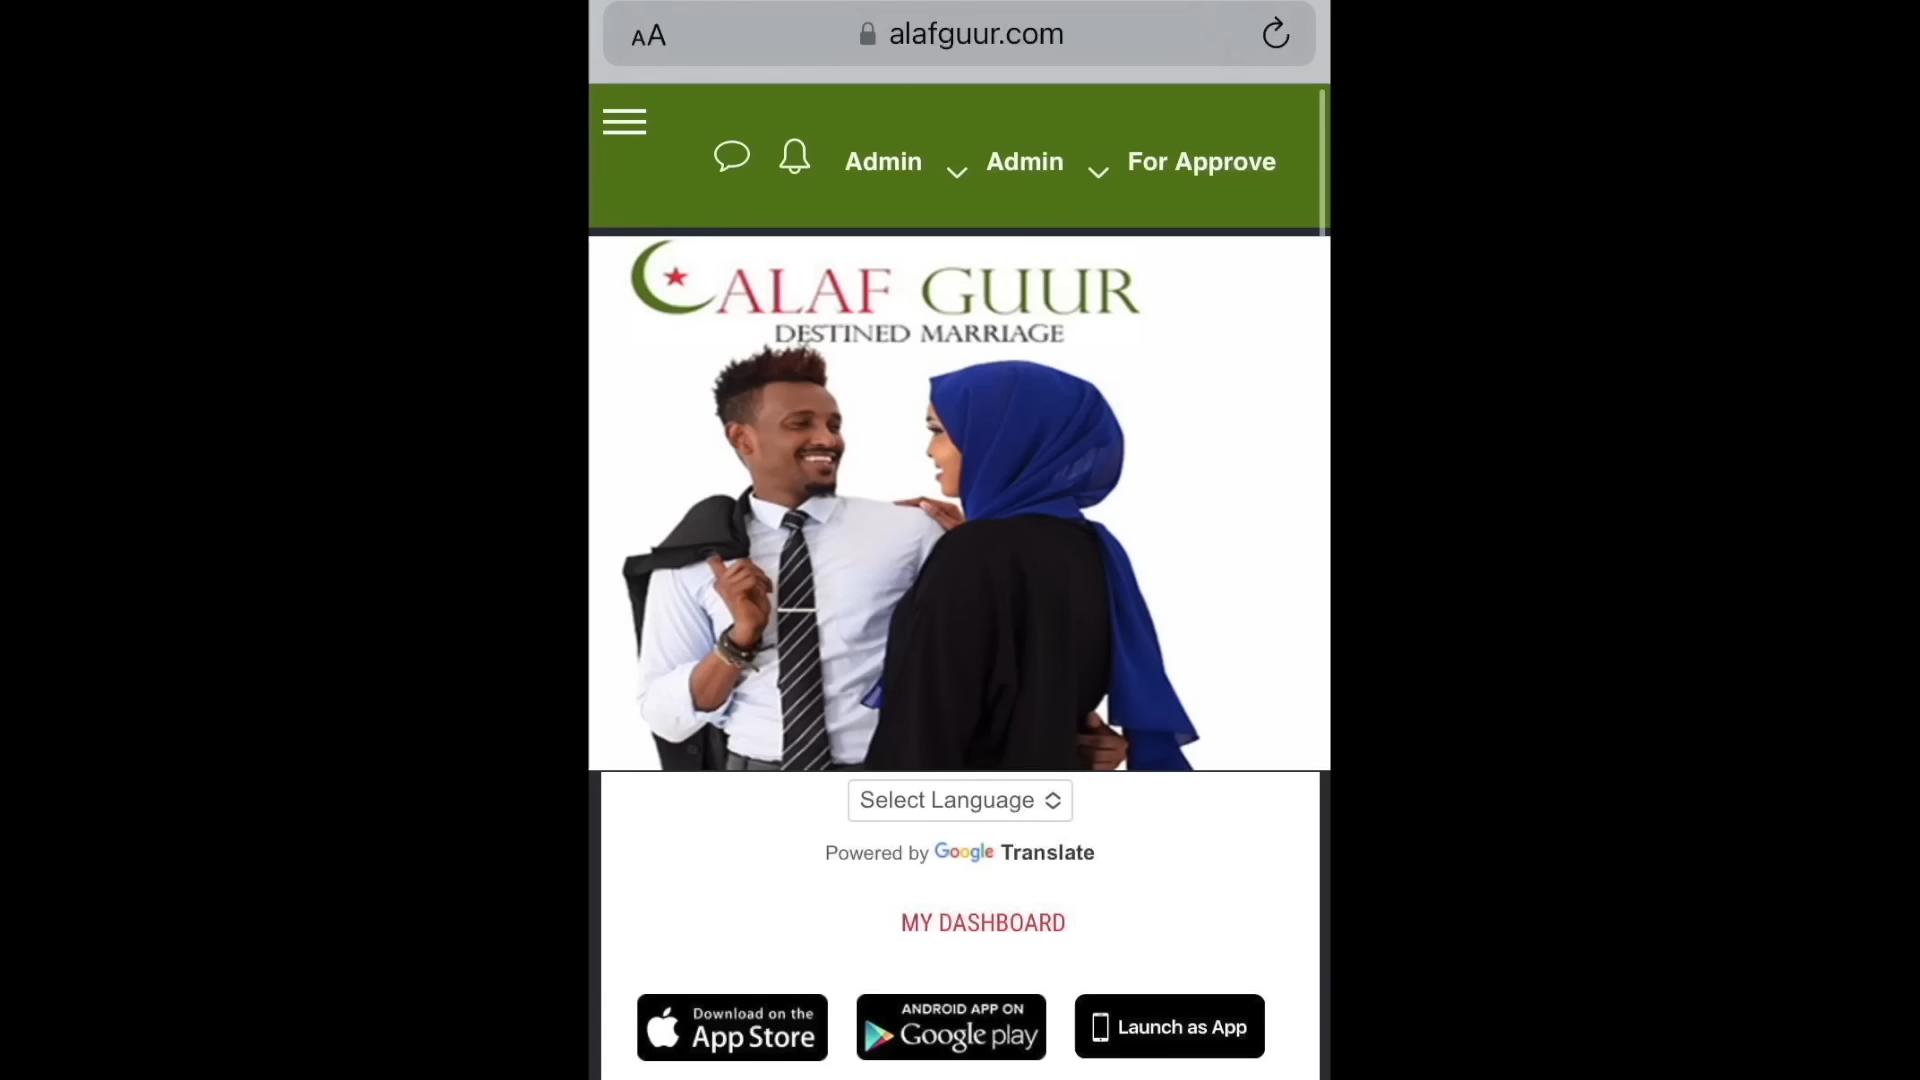 AA alafguur.com
Admin Admin For Approve
ALAF GUUR
DESTINED MARRIAGE
Select Language
Powered by Google Translate
MY DASHBOARD
Download on the
App Store
ANDROID APP ON
Google play
Launch as App